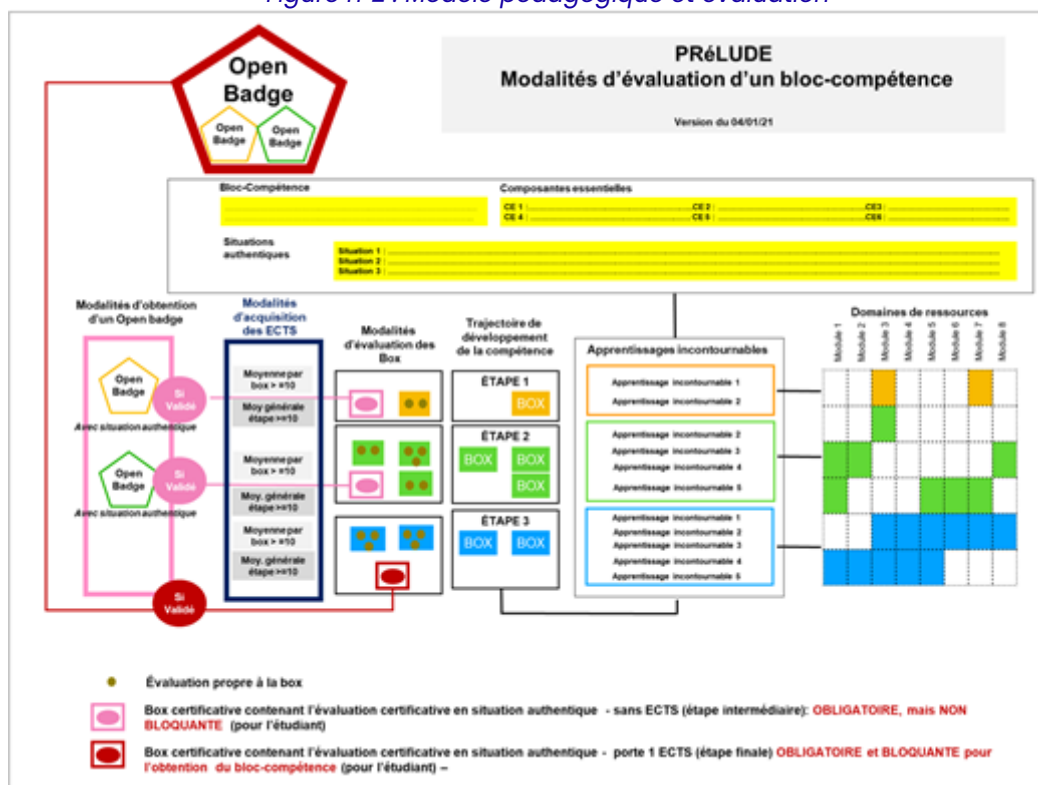 Figure n°2 : Modèle pédagogique et évaluation
Open
Badge
Open
Badge
Open
Badge
PRéLUDE
Modalités d'évaluation d'un bloc-compétence
Version du 04/01/21
Bloc-Compétence
Composantes essentielles
CE 1 : CE 2 : CE3 :
CE 4 : CE 5 : CE6 :
Situations
authentiques
Situation 1 :
Situation 2 :
Situation 3 :
Modalités d'obtention
d'un Open badge
Open
Badge
Si
Validé
Avec situation authentique
Open
Badge
Si
Validé
Avec situation authentique
Si
Validé
Modalités
d'acquisition
des ECTS
Moyenne par
box > =10
Moy générale
étape >=10
Moyenne par
box > =10
Moy. générale
étape >=10
Moyenne par
box > =10
Moy. générale
étape >=10
Modalités
d'évaluation des
Box
Trajectoire de
développement
de la compétence
ÉTAPE 1
BOX
ÉTAPE 2
BOX BOX
BOX
ÉTAPE 3
BOX BOX
Apprentissages incontournables
Apprentissage incontournable 1
Apprentissage incontournable 2
Apprentissage incontournable 2
Apprentissage incontournable 3
Apprentissage incontournable 4
Apprentissage incontournable 5
Apprentissage incontournable 1
Apprentissage incontournable 2
Apprentissage incontournable 3
Apprentissage incontournable 4
Apprentissage incontournable 5
Domaines de ressources
Module 1
Module 2
Module 3
Module 4
Module 5
Module 6
Module 7
Module 8
Évaluation propre à la box
Box certificative contenant l'évaluation certificative en situation authentique - sans ECTS (étape intermédiaire): OBLIGATOIRE, mais NON
BLOQUANTE (pour l'étudiant)
Box certificative contenant l'évaluation certificative en situation authentique - porte 1 ECTS (étape finale) OBLIGATOIRE et BLOQUANTE pour
l'obtention du bloc-compétence (pour l'étudiant) –